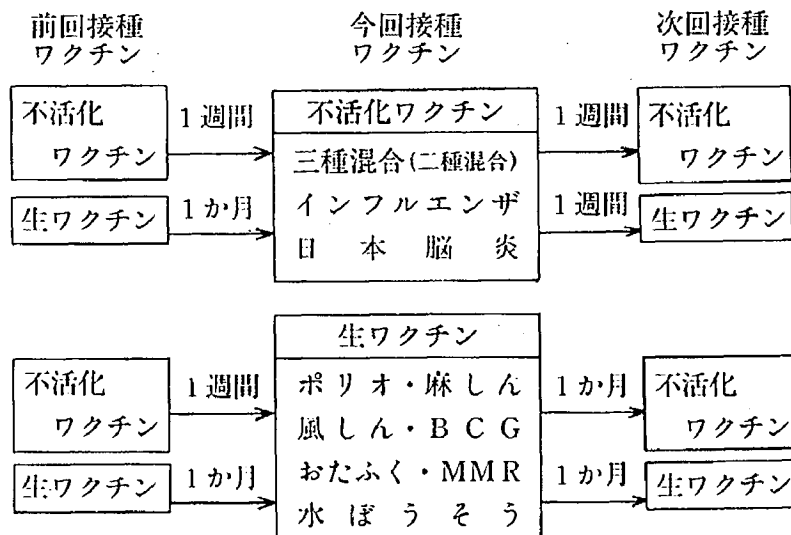 前回接種
ワクチン
今回接種
ワクチン
次回接種
ワクチン
不活化
ワクチン
1週間
不活化ワクチン
三種混合(二種混合)
インフルエンザ
日本脳炎
1週間
不活化
ワクチン
生ワクチン
1か月
1週間
生ワクチン
不活化
ワクチン
1週間
生ワクチン
ポリオ・麻しん
風しん・BCG
おたふく・MMR
水ぼうそう
1か月
不活化
ワクチン
生ワクチン
1か月
1か月
生ワクチン